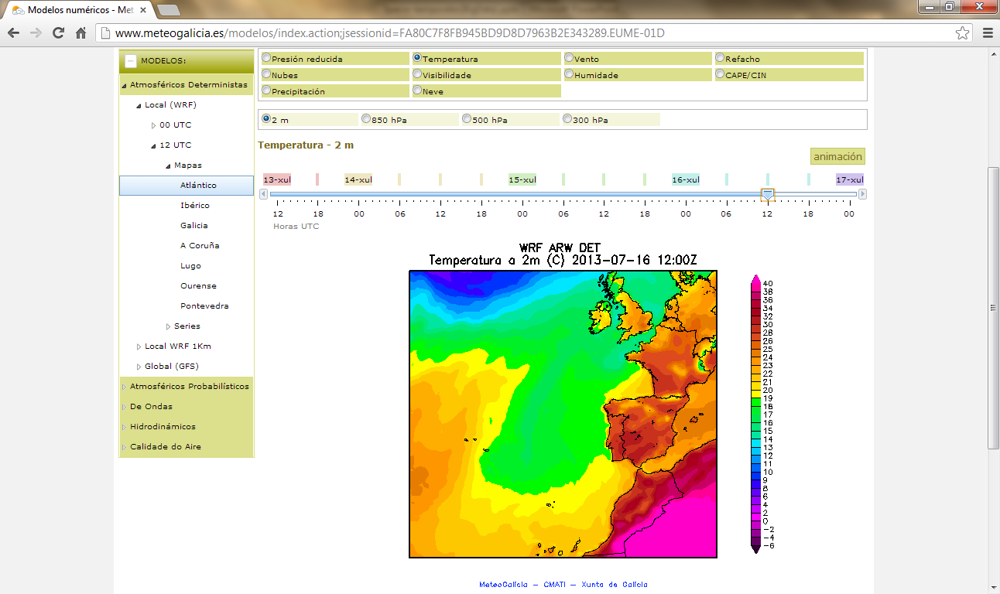 Modelos numéricos - Met
www.meteogalicia.es/modelos/index.action;jsessionid=FA80C7F8FB945BD9D8D7963B2E343289.EUME-01D
MODELOS:
Atmosféricos Deterministas
Local (WRF)
00 UTC
12 UTC
Mapas
Atlántico
Ibérico
Galicia
A Coruña
Lugo
Ourense
Pontevedra
Series
Local WRF 1Km
Global (GFS)
Atmosféricos Probabilísticos
De Ondas
Hidrodinámicos
Calidade do Aire
Presión reducida Temperatura Vento Refacho
Nubes Visibilidade Humidade CAPE/CIN
Precipitación Neve
2 m 850 hPa 500 hPa 300 hPa
Temperatura - 2 m
animación
13-xul 14-xul 15-xul 16-xul 17-xul
12 18 00 06 12 18 00 06 12 18 00 06 12 18 00
Horas UTC
WRF ARW DET
Temperatura a 2m (C) 2013-07-16 12:00Z
40
38
36
34
32
30
28
26
25
24
23
22
21
20
19
18
17
16
15
14
13
12
11
10
9
8
6
4
2
0
-2
-4
-6
MeteoGalicia - CMATI - Xunta de Galicia